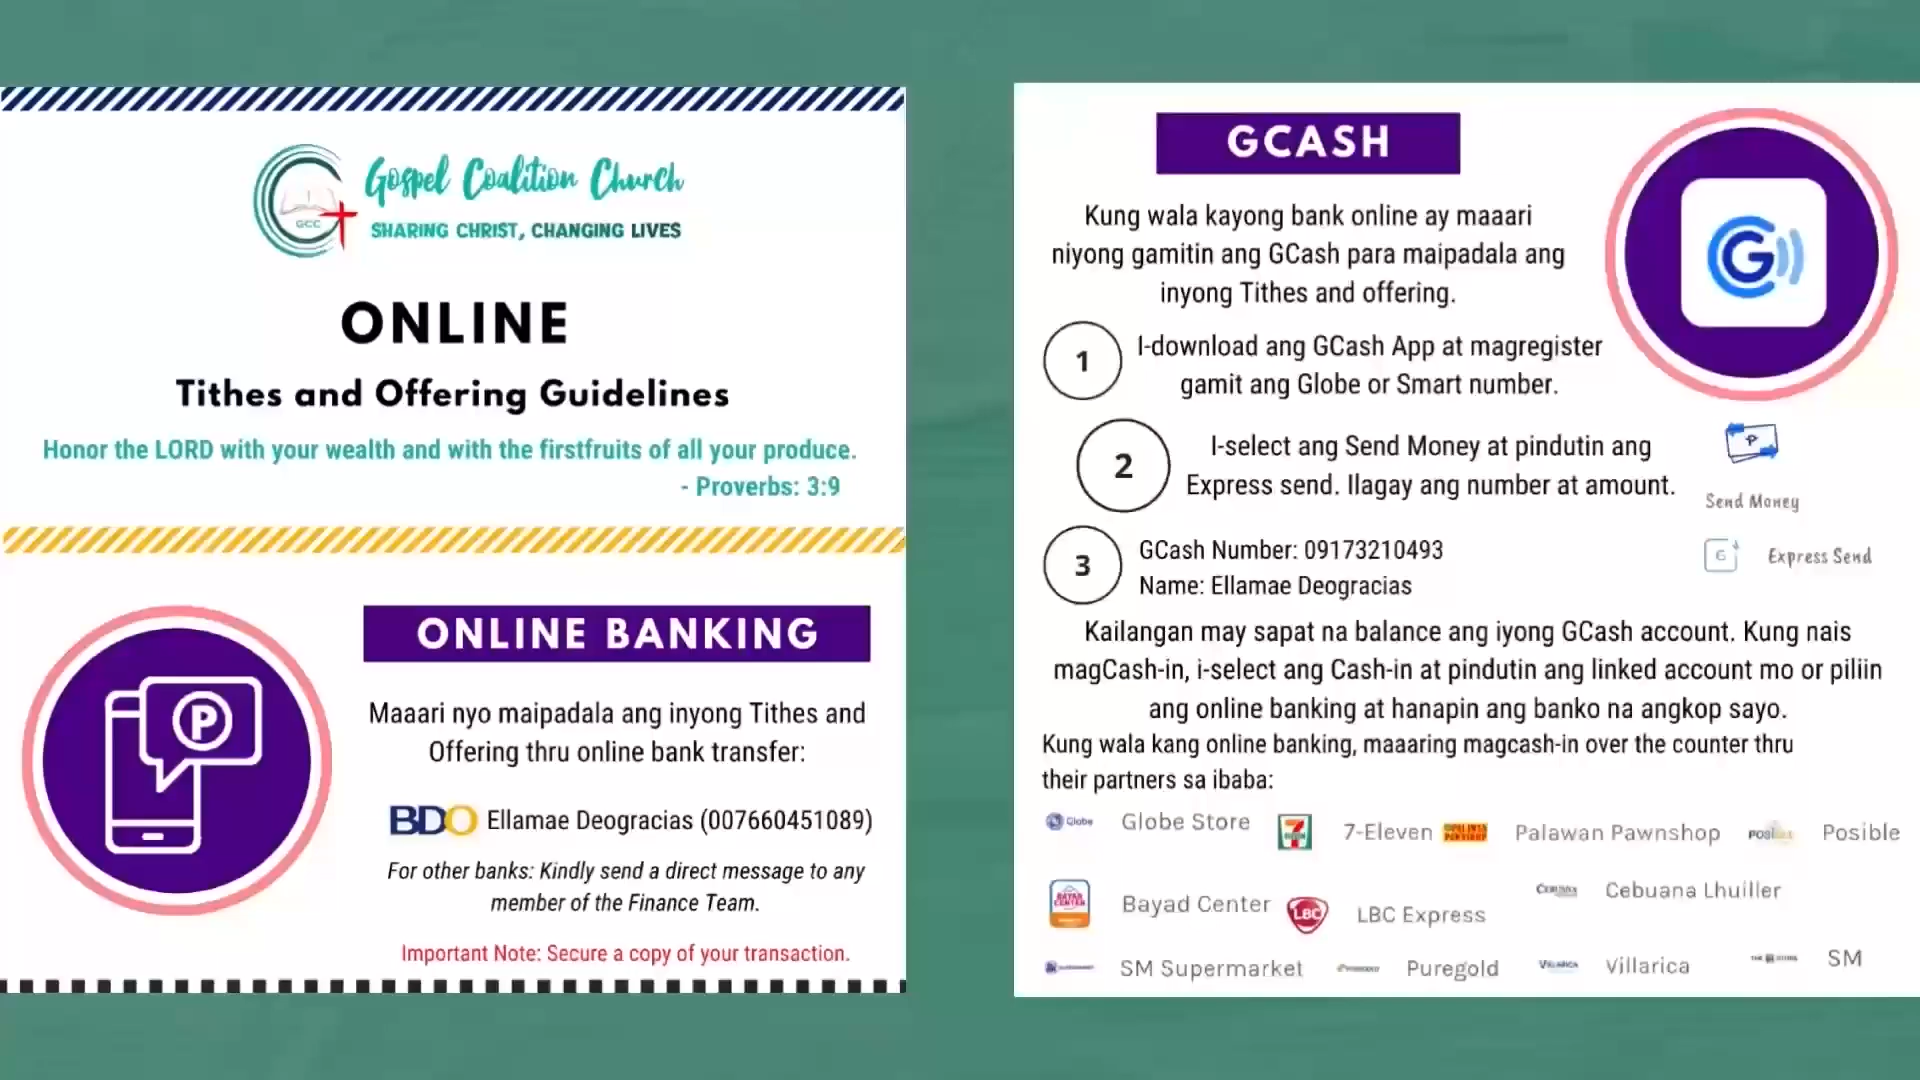 GCC
Gospel Coalition Church
SHARING CHRIST, CHANGING LIVES
ONLINE
Tithes and Offering Guidelines
Honor the LORD with your wealth and with the firstfruits of all your produce.
- Proverbs: 3:9
ONLINE BANKING
P
Maaari nyo maipadala ang inyong Tithes and
Offering thru online bank transfer:
BDO Ellamae Deogracias (007660451089)
For other banks: Kindly send a direct message to any
member of the Finance Team.
Important Note: Secure a copy of your transaction.
GCASH
G
Kung wala kayong bank online ay maaari
niyong gamitin ang GCash para maipadala ang
inyong Tithes and offering.
1 I-download ang GCash App at magregister
gamit ang Globe or Smart number.
2 I-select ang Send Money at pindutin ang
Express send. Ilagay ang number at amount.
P
Send Money
G Express Send
3 GCash Number: 09173210493
Name: Ellamae Deogracias
Kailangan may sapat na balance ang iyong GCash account. Kung nais
magCash-in, i-select ang Cash-in at pindutin ang linked account mo or piliin
ang online banking at hanapin ang banko na angkop sayo.
Kung wala kang online banking, maaaring magcash-in over the counter thru
their partners sa ibaba:
Globe Globe Store 7-Eleven Palawan Pawnshop Posible
BAYAD CENTER Bayad Center LBC LBC Express Cebuana Lhuiller
SM Supermarket Puregold VILLARICA Villarica SM